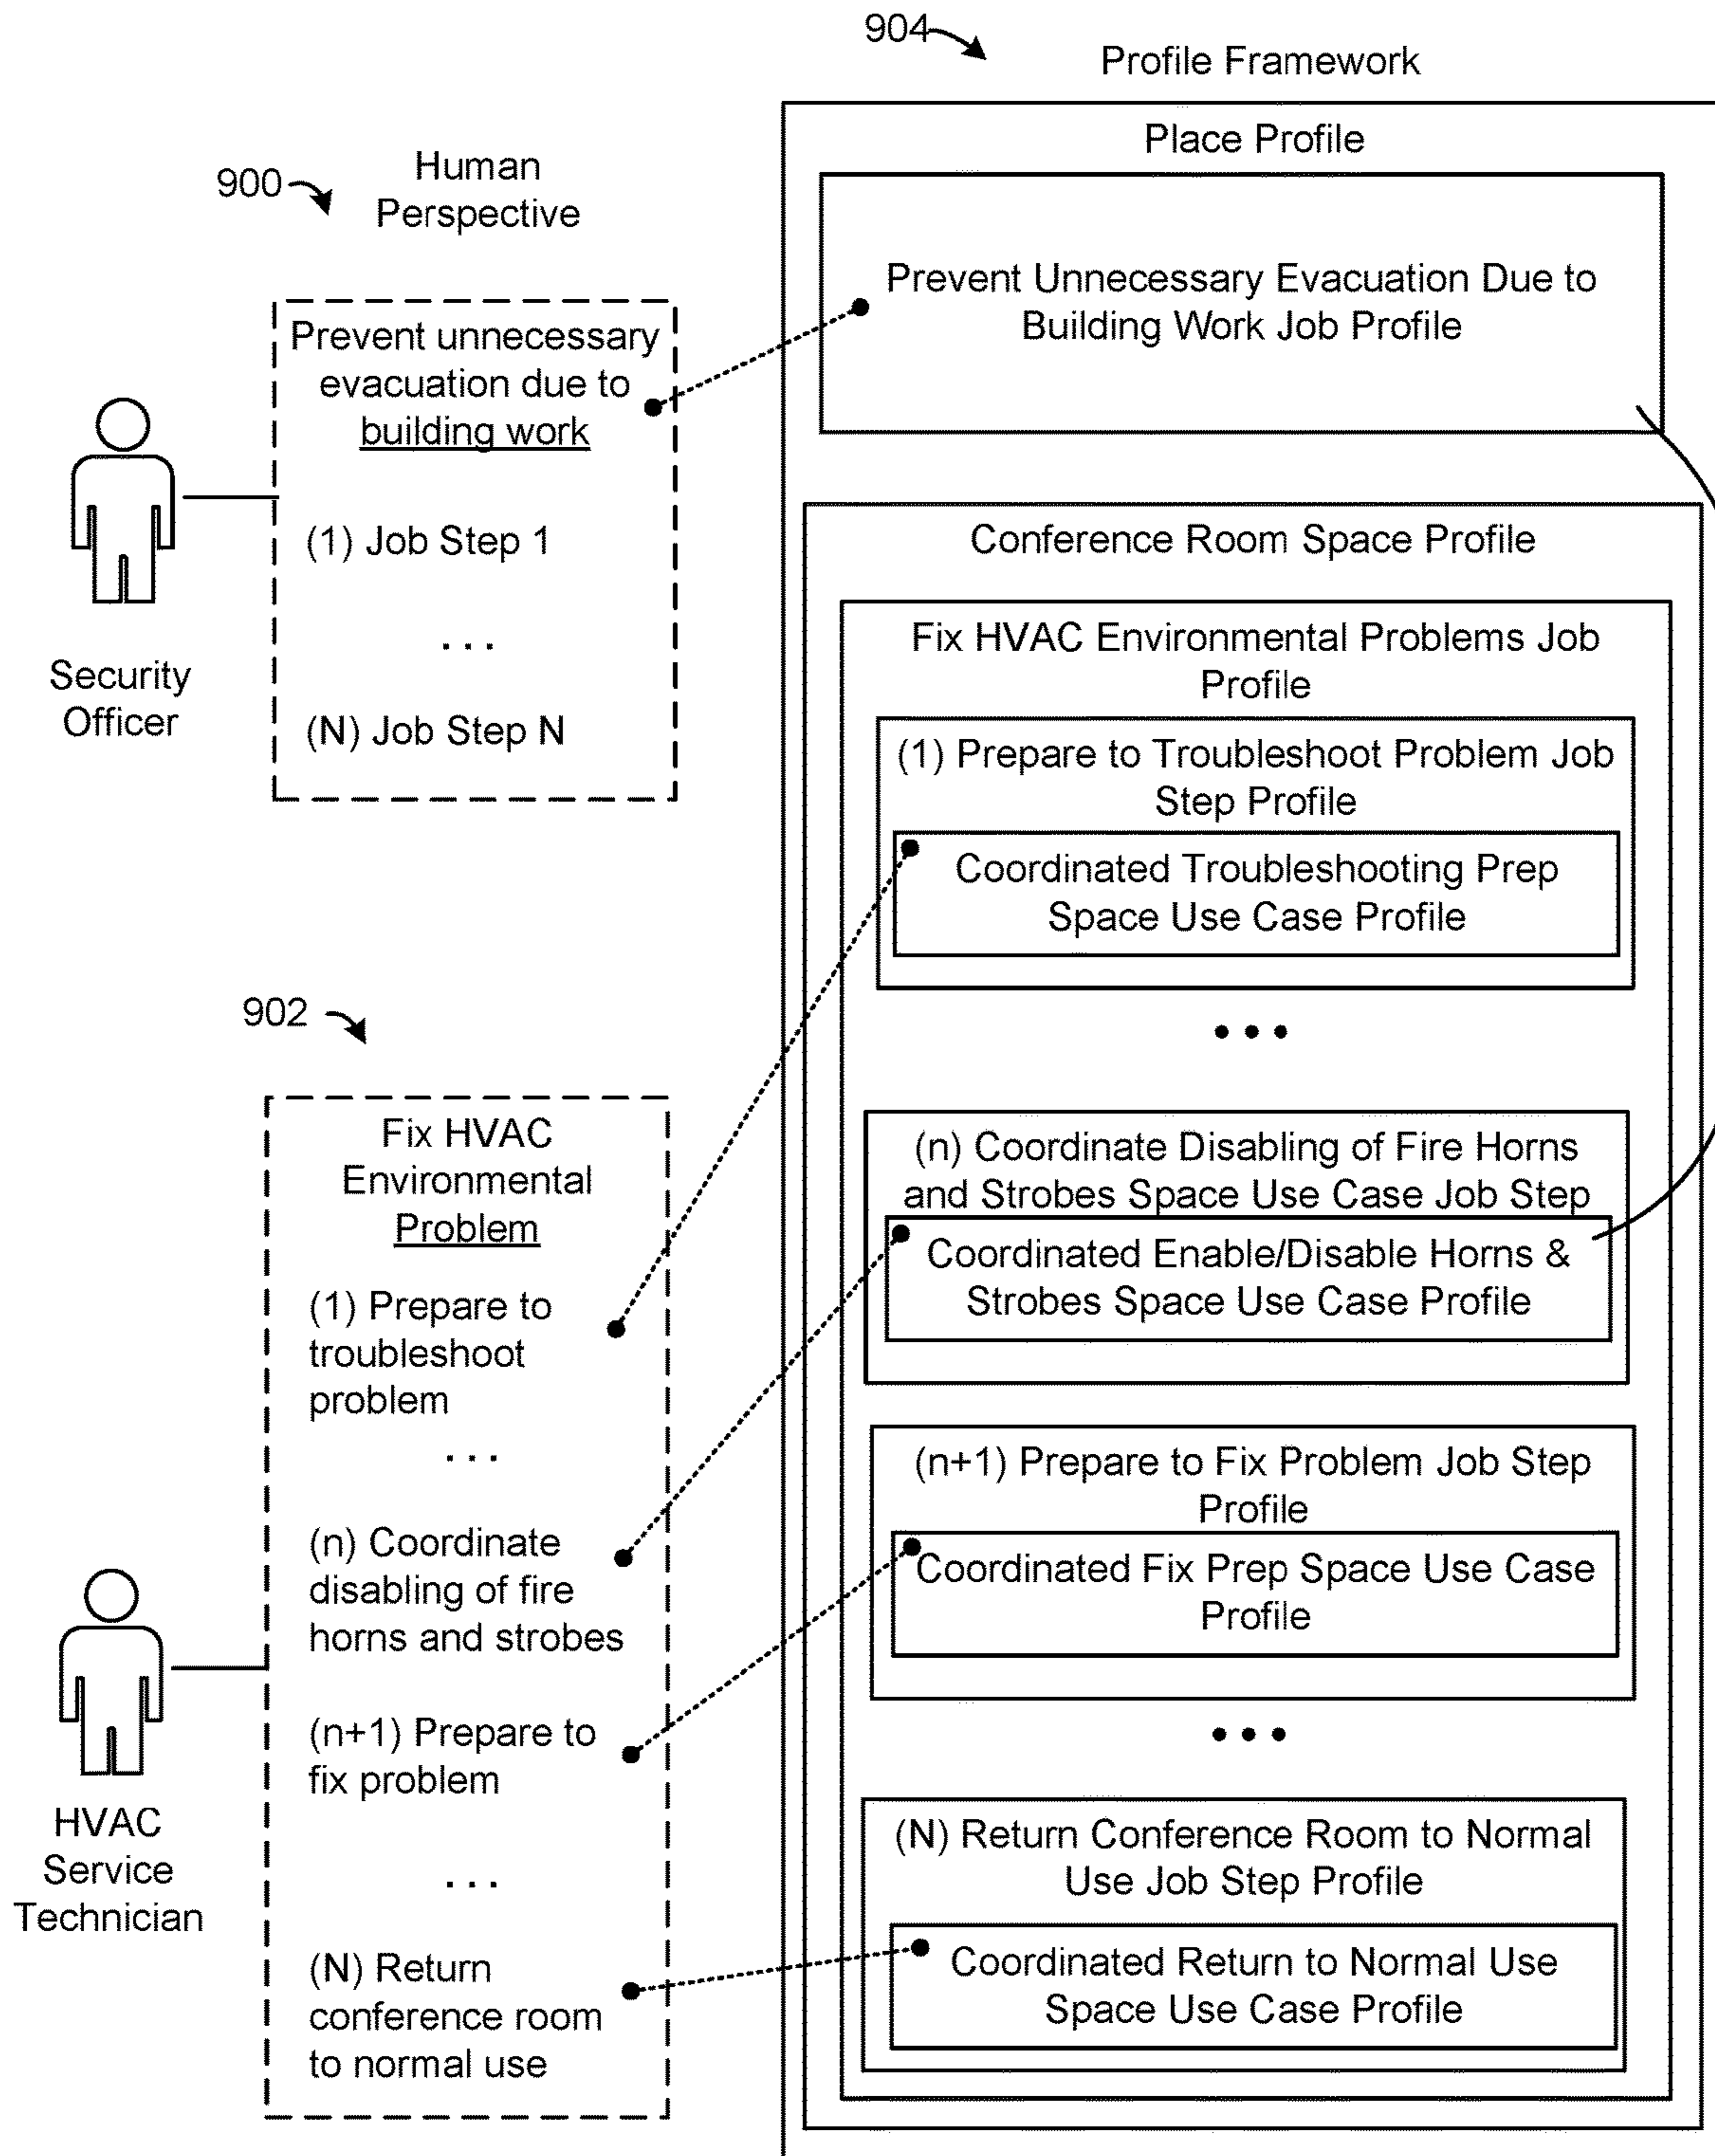 904
Profile Framework
Place Profile
900
Human
Perspective
Prevent Unnecessary Evacuation Due to
Building Work Job Profile
Prevent unnecessary
evacuation due to
building work
(1) Job Step 1
...
(N) Job Step N
Security
Officer
Conference Room Space Profile
Fix HVAC Environmental Problems Job
Profile
(1) Prepare to Troubleshoot Problem Job
Step Profile
Coordinated Troubleshooting Prep
Space Use Case Profile
...
902
Fix HVAC
Environmental
Problem
(1) Prepare to
troubleshoot
problem
...
(n) Coordinate
disabling of fire
horns and strobes
(n+1) Prepare to
fix problem
...
(N) Return
conference room
to normal use
HVAC
Service
Technician
(n) Coordinate Disabling of Fire Horns
and Strobes Space Use Case Job Step
Coordinated Enable/Disable Horns &
Strobes Space Use Case Profile
(n+1) Prepare to Fix Problem Job Step
Profile
Coordinated Fix Prep Space Use Case
Profile
...
(N) Return Conference Room to Normal
Use Job Step Profile
Coordinated Return to Normal Use
Space Use Case Profile